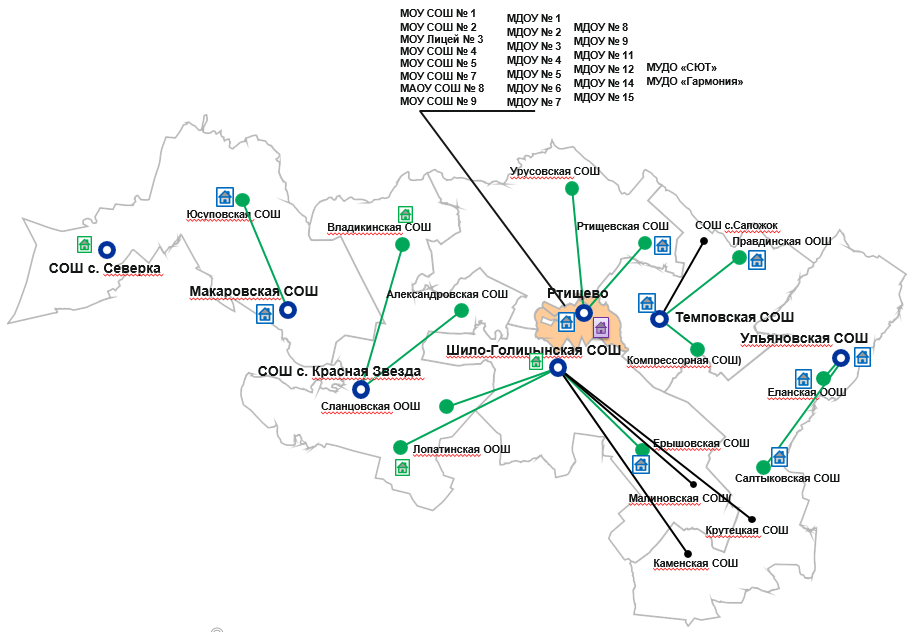 МОУ СОШ № 1
МОУ СОШ № 2
МОУ Лицей № 3
МОУ СОШ № 4
МОУ СОШ № 5
МОУ СОШ № 7
МАОУ СОШ № 8
МОУ СОШ № 9
МДОУ № 1
МДОУ № 2
МДОУ № 3
МДОУ № 4
МДОУ № 5
МДОУ № 6
МДОУ № 7
МДОУ № 8
МДОУ № 9
МДОУ № 11
МДОУ № 12
МДОУ № 14
МДОУ № 15
МУДО «СЮТ»
МУДО «Гармония»
Урусовская СОШ
Юсуповская СОШ
Владикинская СОШ
Ртищевская СОШ
СОШ с.Сапожок
Правдинская ООШ
СОШ с. Северка
Макаровская СОШ
Александровская СОШ
Ртищево
Темповская СОШ
Ульяновская СОШ
Шило-Голицынская СОШ
Компрессорная СОШ)
СОШ с. Красная Звезда
Еланская ООШ
Сланцовская ООШ
Лопатинская ООШ
Ерышовская СОШ
Салтыковская СОШ
Малиновская СОШ/
Крутецкая СОШ
Каменская СОШ